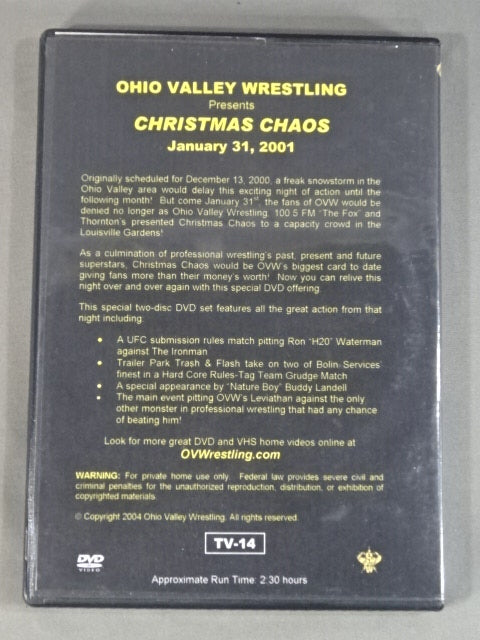 OHIO VALLEY WRESTLING
Presents
CHRISTMAS CHAOS
January 31, 2001
Originally scheduled for December 13, 2000, a freak snowstorm in the
Ohio Valley area would delay this exciting night of action until the
following month! But come January 31st, the fans of OVW would be
denied no longer as Ohio Valley Wrestling, 100.5 FM "The Fox" and
Thornton's presented Christmas Chaos to a capacity crowd in the
Louisville Gardens!
As a culmination of professional wrestling's past, present and future
superstars, Christmas Chaos would be OVW's biggest card to date
giving fans more than their money's worth! Now you can relive this
night over and over again with this special DVD offering.
This special two-disc DVD set features all the great action from that
night including:
• A UFC submission rules match pitting Ron "H20" Waterman
against The Ironman
• Trailer Park Trash & Flash take on two of Bolin Services'
finest in a Hard Core Rules-Tag Team Grudge Match
• A special appearance by "Nature Boy" Buddy Landell
• The main event pitting OVW's Leviathan against the only
other monster in professional wrestling that had any chance
of beating him!
Look for more great DVD and VHS home videos online at
OVWrestling.com
WARNING: For private home use only. Federal law provides severe civil and
criminal penalties for the unauthorized reproduction, distribution, or exhibition of
copyrighted materials.
© Copyright 2004 Ohio Valley Wrestling. All rights reserved.
TV-14
DVD
VIDEO
Approximate Run Time: 2:30 hours